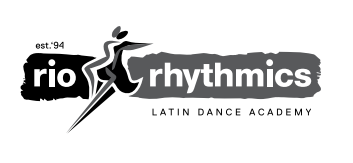 est.'94
rio rhythmics
LATIN DANCE ACADEMY